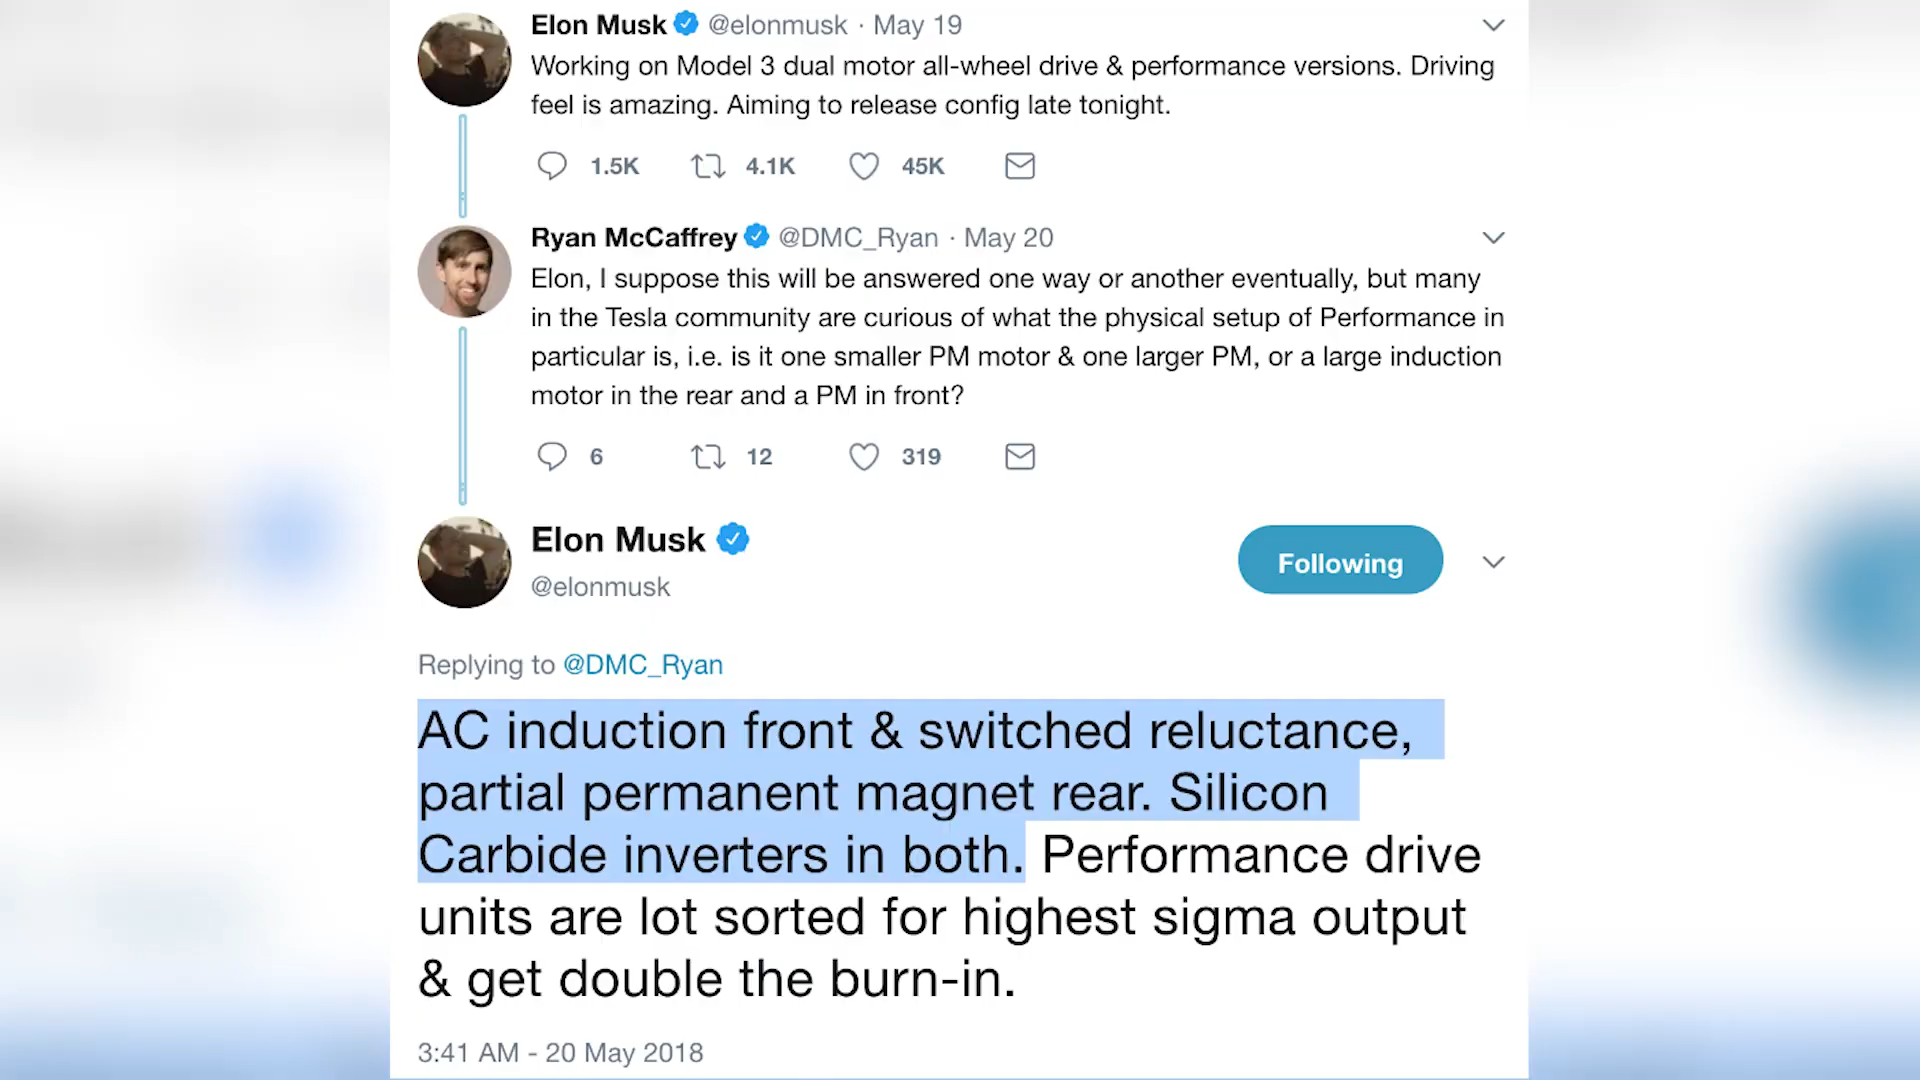 Elon Musk @elonmusk · May 19
Working on Model 3 dual motor all-wheel drive & performance versions. Driving
feel is amazing. Aiming to release config late tonight.
1.5K 4.1K 45K
Ryan McCaffrey @DMC_Ryan · May 20
Elon, I suppose this will be answered one way or another eventually, but many
in the Tesla community are curious of what the physical setup of Performance in
particular is, i.e. is it one smaller PM motor & one larger PM, or a large induction
motor in the rear and a PM in front?
6 12 319
Elon Musk
@elonmusk
Following
Replying to @DMC_Ryan
AC induction front & switched reluctance,
partial permanent magnet rear. Silicon
Carbide inverters in both. Performance drive
units are lot sorted for highest sigma output
& get double the burn-in.
3:41 AM - 20 May 2018